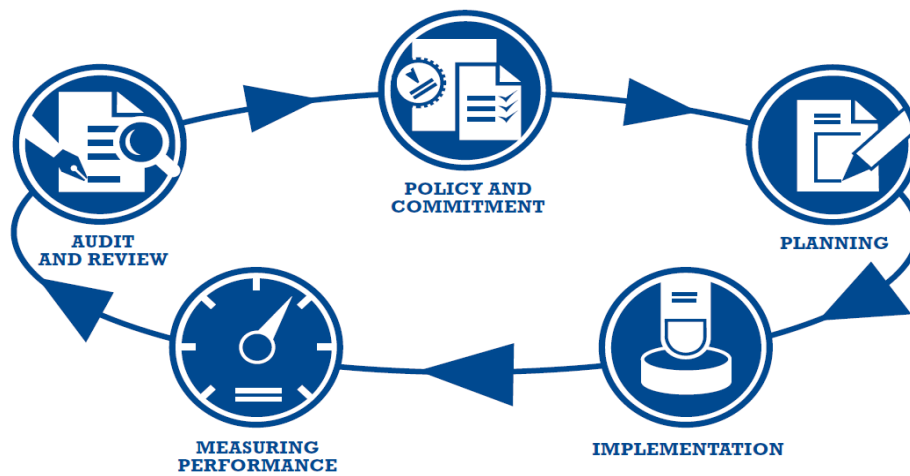 POLICY AND
COMMITMENT
PLANNING
IMPLEMENTATION
MEASURING
PERFORMANCE
AUDIT
AND REVIEW